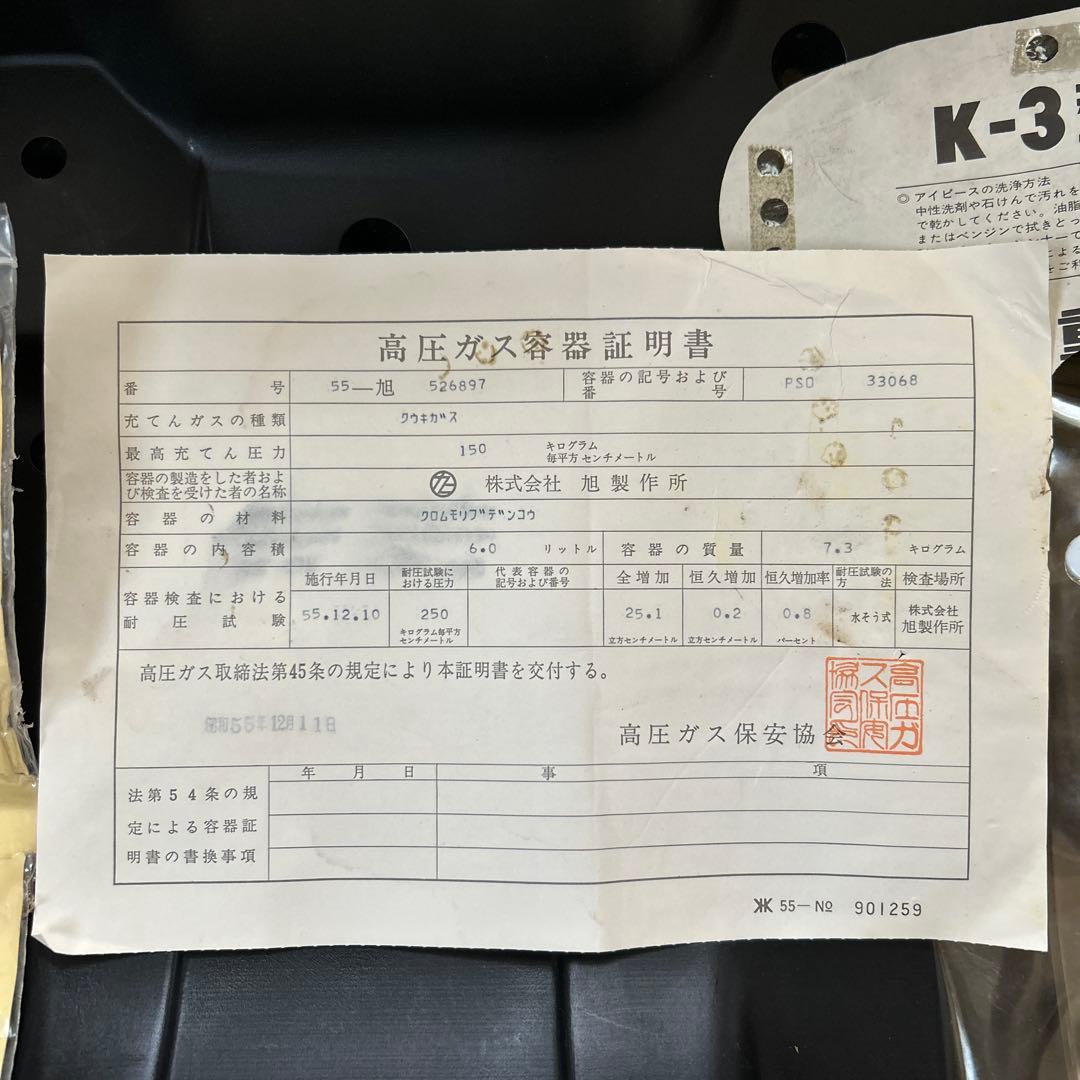 K-3
◎ アイピースの洗浄方法
中性洗剤や石けんで汚れを
で乾かしてください。油脂
またはベンジンで拭きとっ
ンナーで
による
をご利
高圧ガス容器証明書
番号 55—旭 526897 容器の記号および番号 PSO 33068
充てんガスの種類 クウキガス
最高充てん圧力 150 キログラム毎平方センチメートル
容器の製造をした者および検査を受けた者の名称 株式会社 旭製作所
容器の材料 クロムモリブデンコウ
容器の内容積 6.0 リットル 容器の質量 7.3 キログラム
容器検査における耐圧試験
施行年月日 耐圧試験における圧力 代表容器の記号および番号 全増加 恒久増加 恒久増加率 耐圧試験の方法 検査場所
55.12.10 250 キログラム毎平方センチメートル 25.1 立方センチメートル 0.2 立方センチメートル 0.8 パーセント 水そう式 株式会社旭製作所
高圧ガス取締法第45条の規定により本証明書を交付する。
昭和55年12月11日
高圧ガス保安協会
高圧ガス保安協会印
年 月 日 事 項
法第54条の規
定による容器証
明書の書換事項
55—No 901259